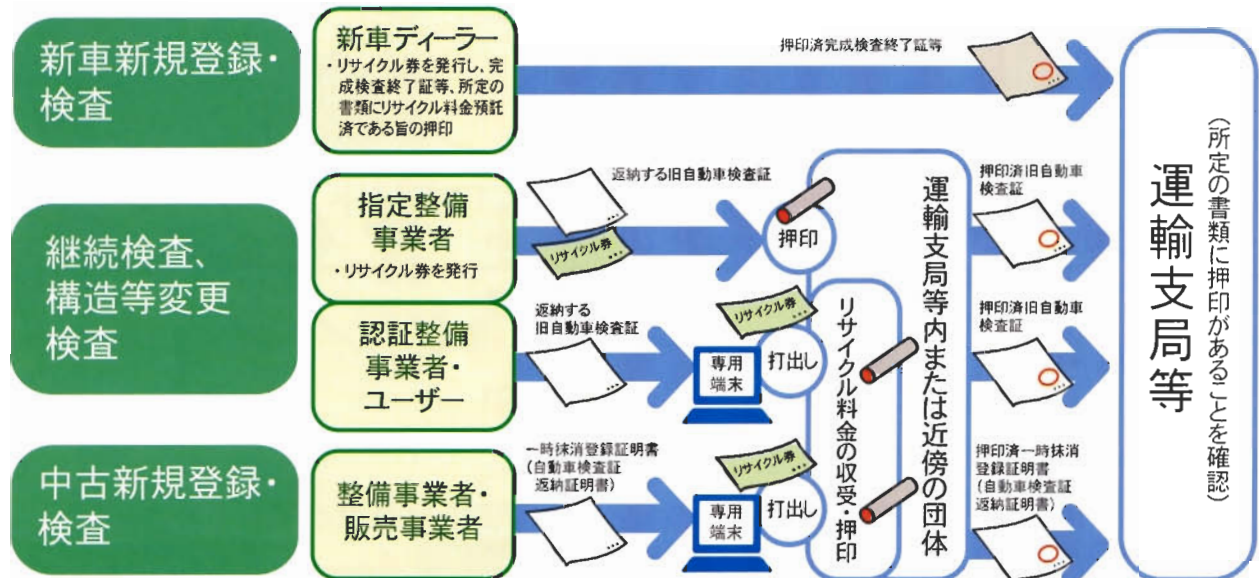 新車新規登録・
検査
新車ディーラー
・リサイクル券を発行し、完
成検査終了証等、所定の
書類にリサイクル料金預託
済である旨の押印
押印済完成検査終了証等
継続検査、
構造等変更
検査
指定整備
事業者
・リサイクル券を発行
返納する旧自動車検査証
リサイクル券
押印
押印済旧自動車
検査証
認証整備
事業者・
ユーザー
返納する
旧自動車検査証
専用
端末
リサイクル券
打出し
押印済旧自動車
検査証
中古新規登録・
検査
整備事業者・
販売事業者
一時抹消登録証明書
(自動車検査証
返納証明書)
専用
端末
リサイクル券
打出し
リサイクル料金の収受・押印
運輸支局等内または近傍の団体
押印済一時抹消
登録証明書
(自動車検査証
返納証明書)
運輸支局等
(所定の書類に押印があることを確認)